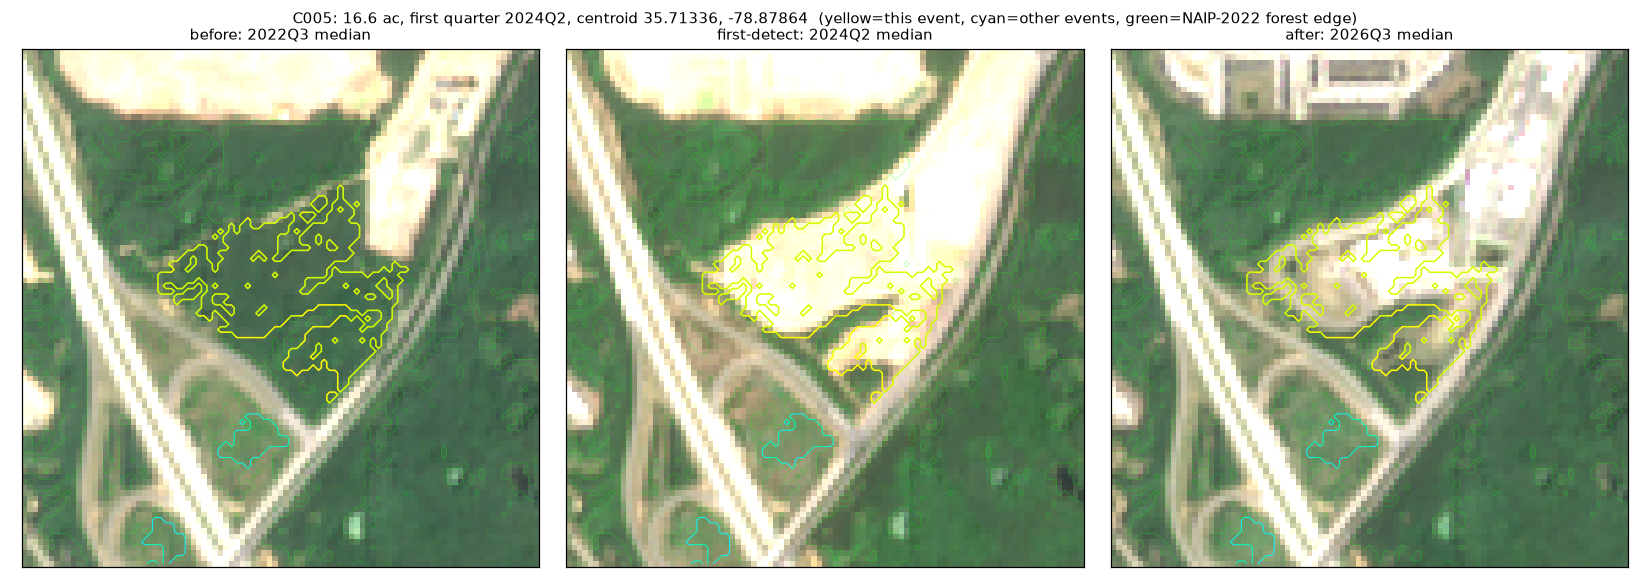 C005: 16.6 ac, first quarter 2024Q2, centroid 35.71336, -78.87864  (yellow=this event, cyan=other events, green=NAIP-2022 forest edge)
before: 2022Q3 median
first-detect: 2024Q2 median
after: 2026Q3 median